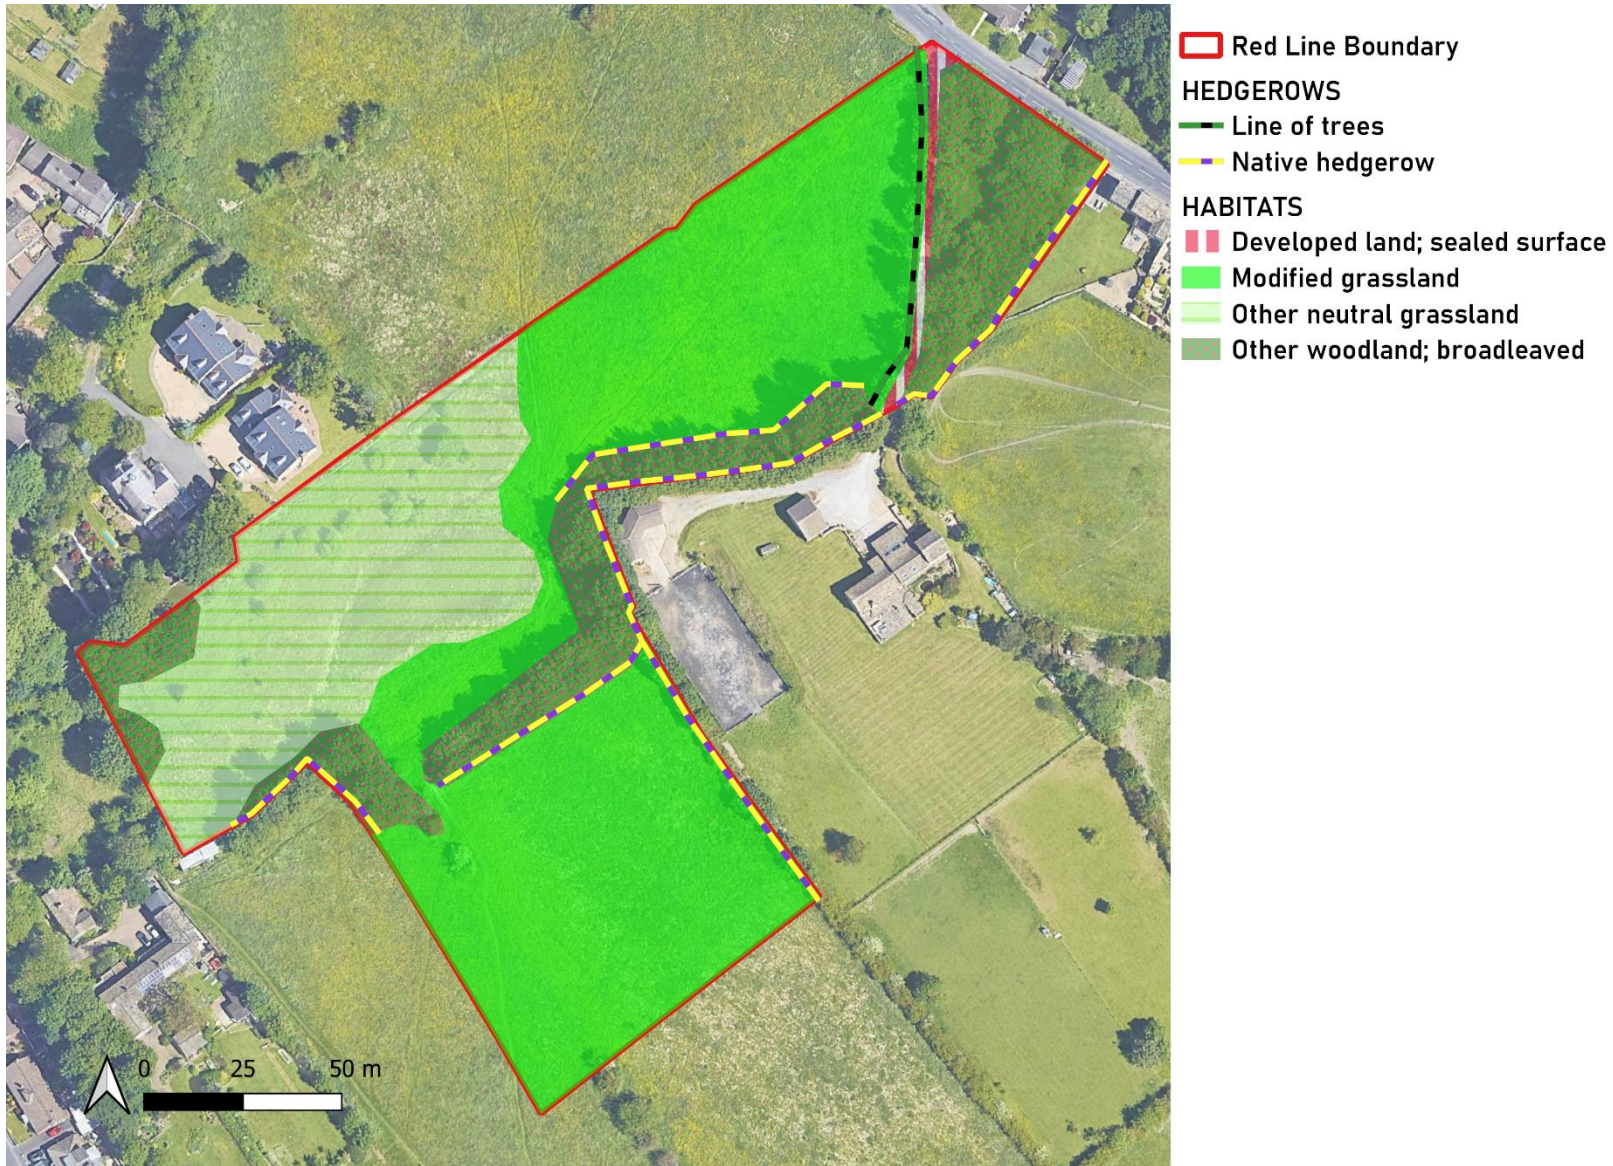 Red Line Boundary
HEDGEROWS
Line of trees
Native hedgerow
HABITATS
Developed land; sealed surface
Modified grassland
Other neutral grassland
Other woodland; broadleaved
0 25 50 m